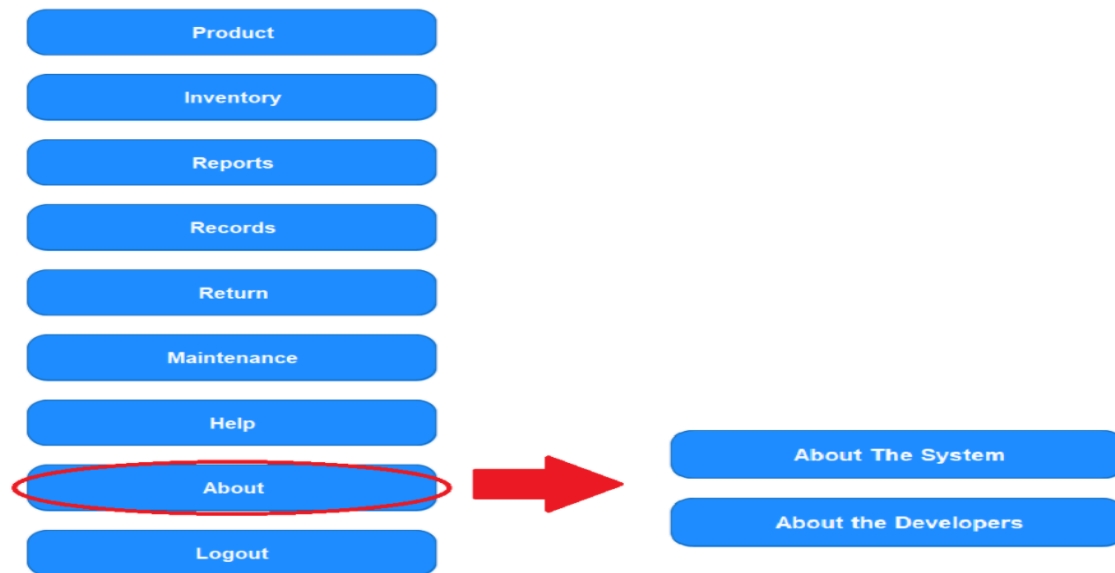 Product
Inventory
Reports
Records
Return
Maintenance
Help
About
Logout
About The System
About the Developers